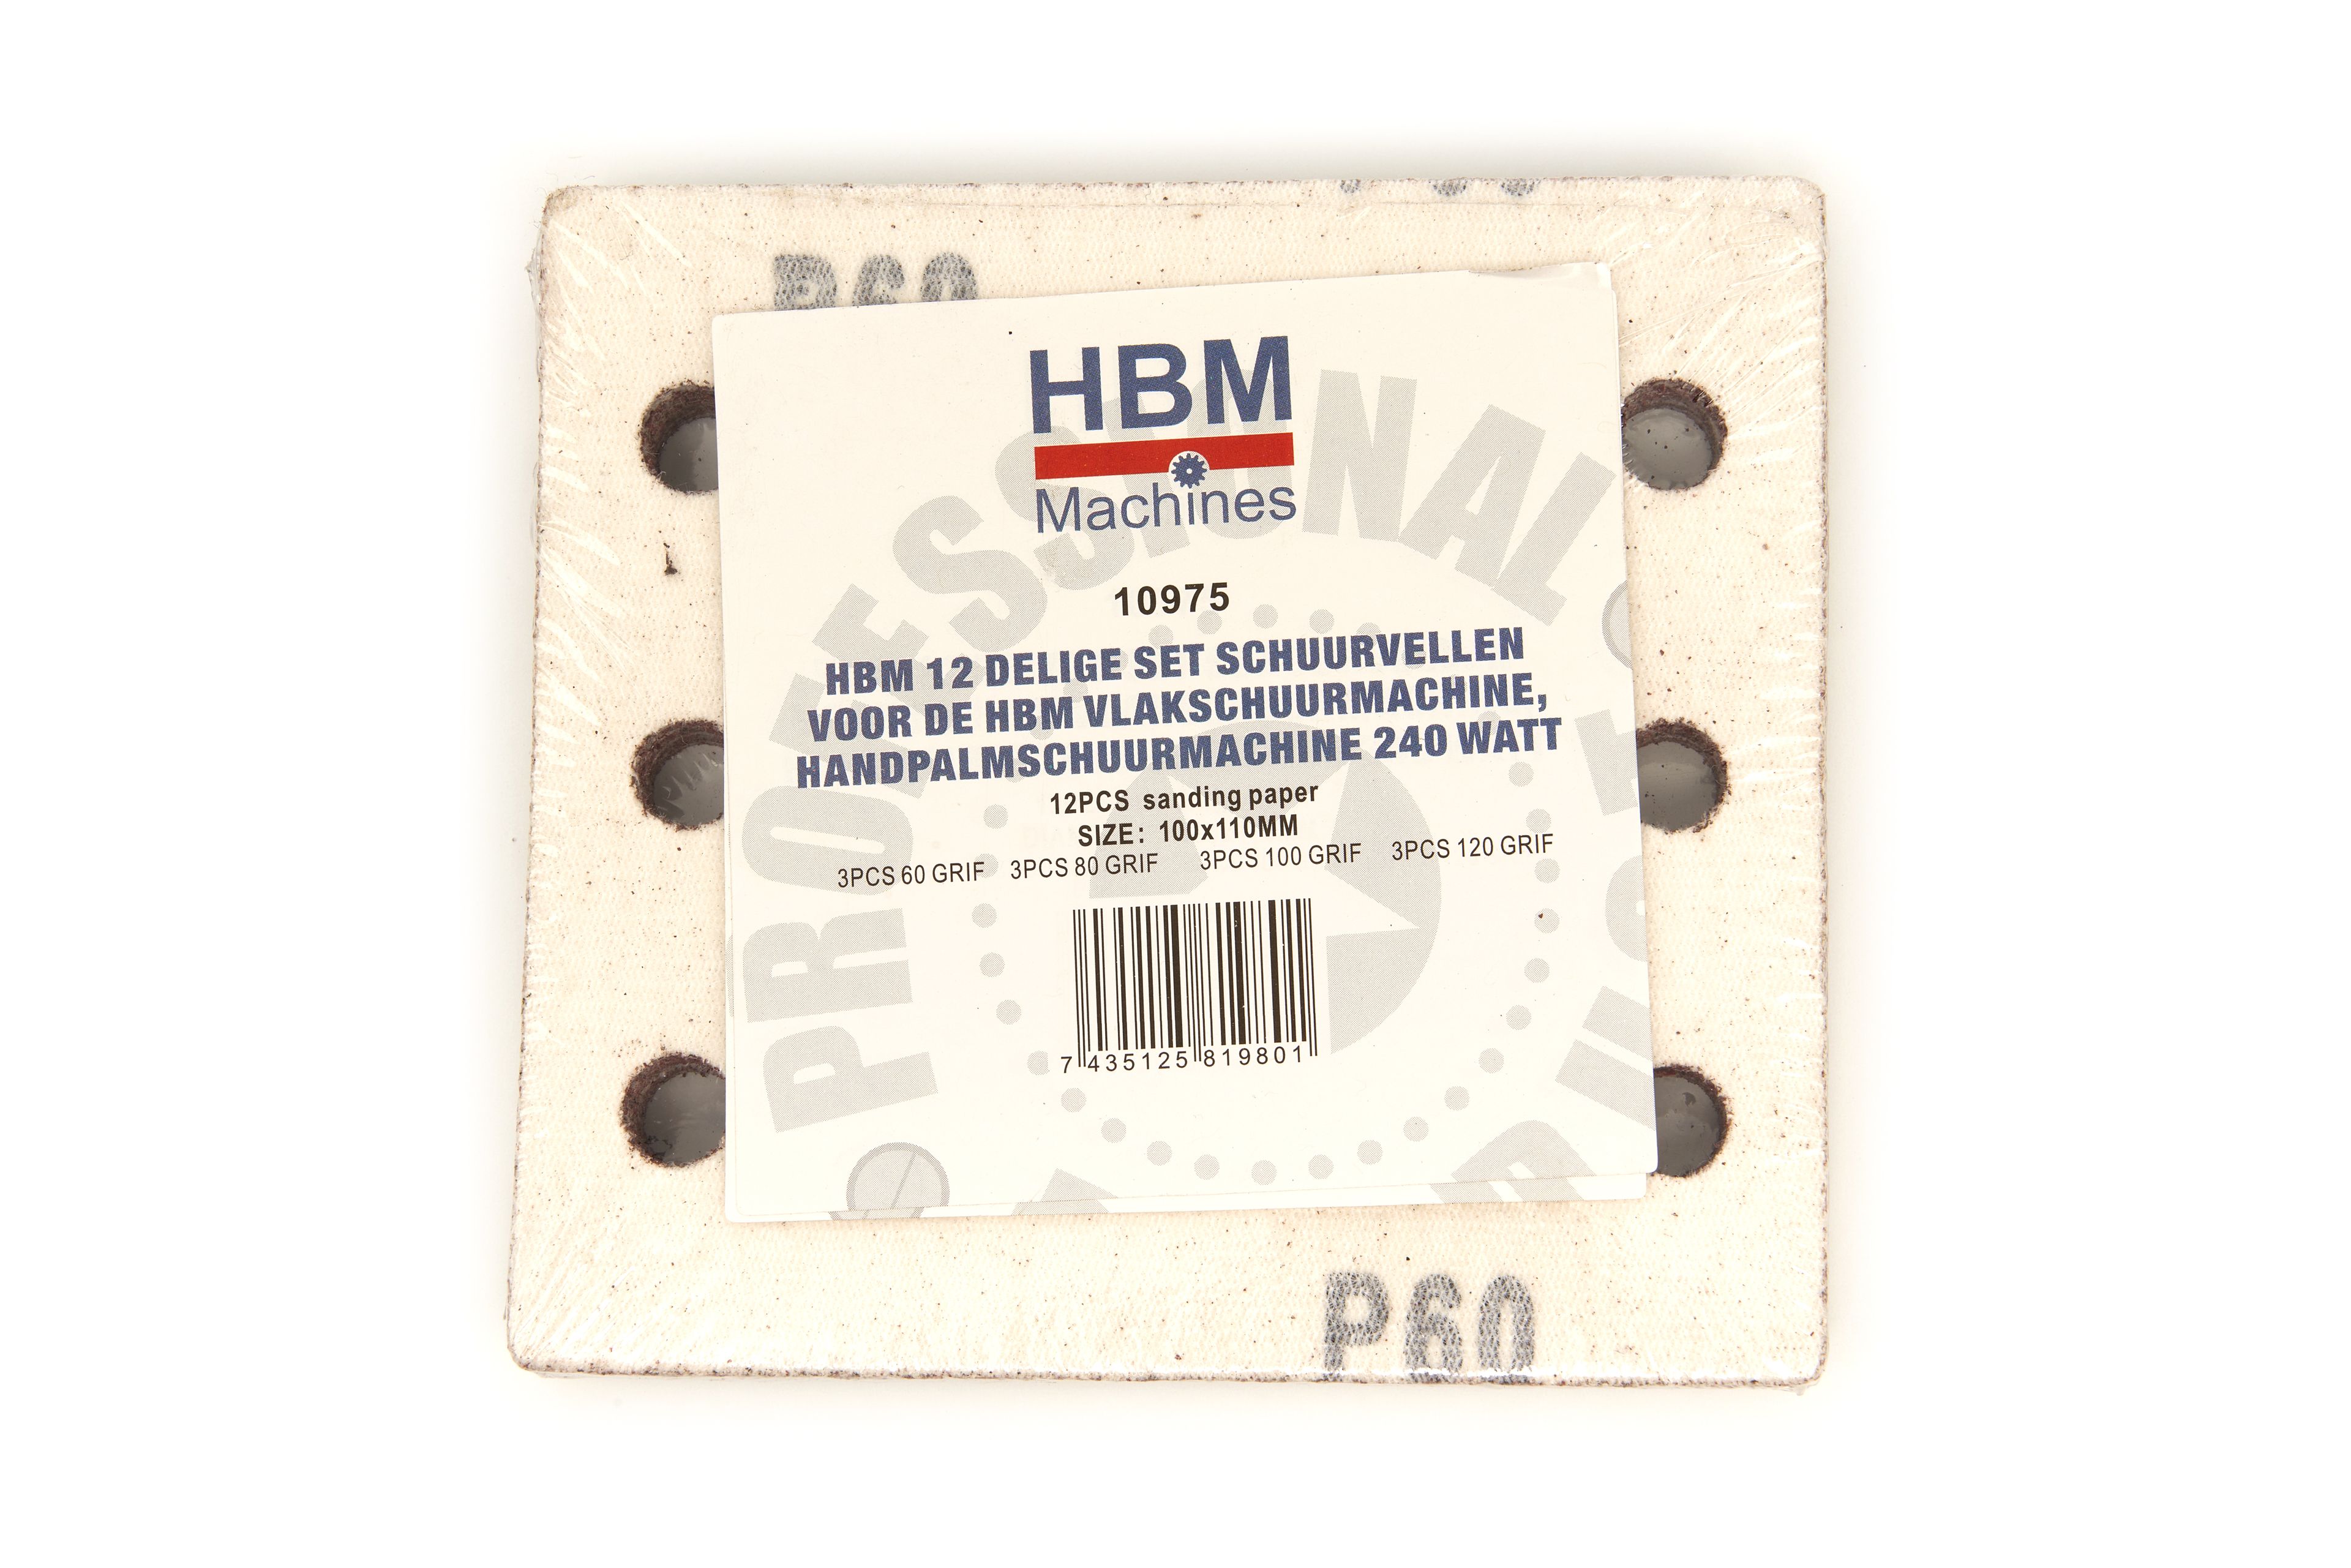 P60
HBM
Machines
PROFESSIONAL
10975
HBM 12 DELIGE SET SCHUURVELLEN
VOOR DE HBM VLAKSCHUURMACHINE,
HANDPALMSCHUURMACHINE 240 WATT
12PCS sanding paper
SIZE: 100x110MM
3PCS 60 GRIF 3PCS 80 GRIF 3PCS 100 GRIF 3PCS 120 GRIF
7 435125 819801
P60